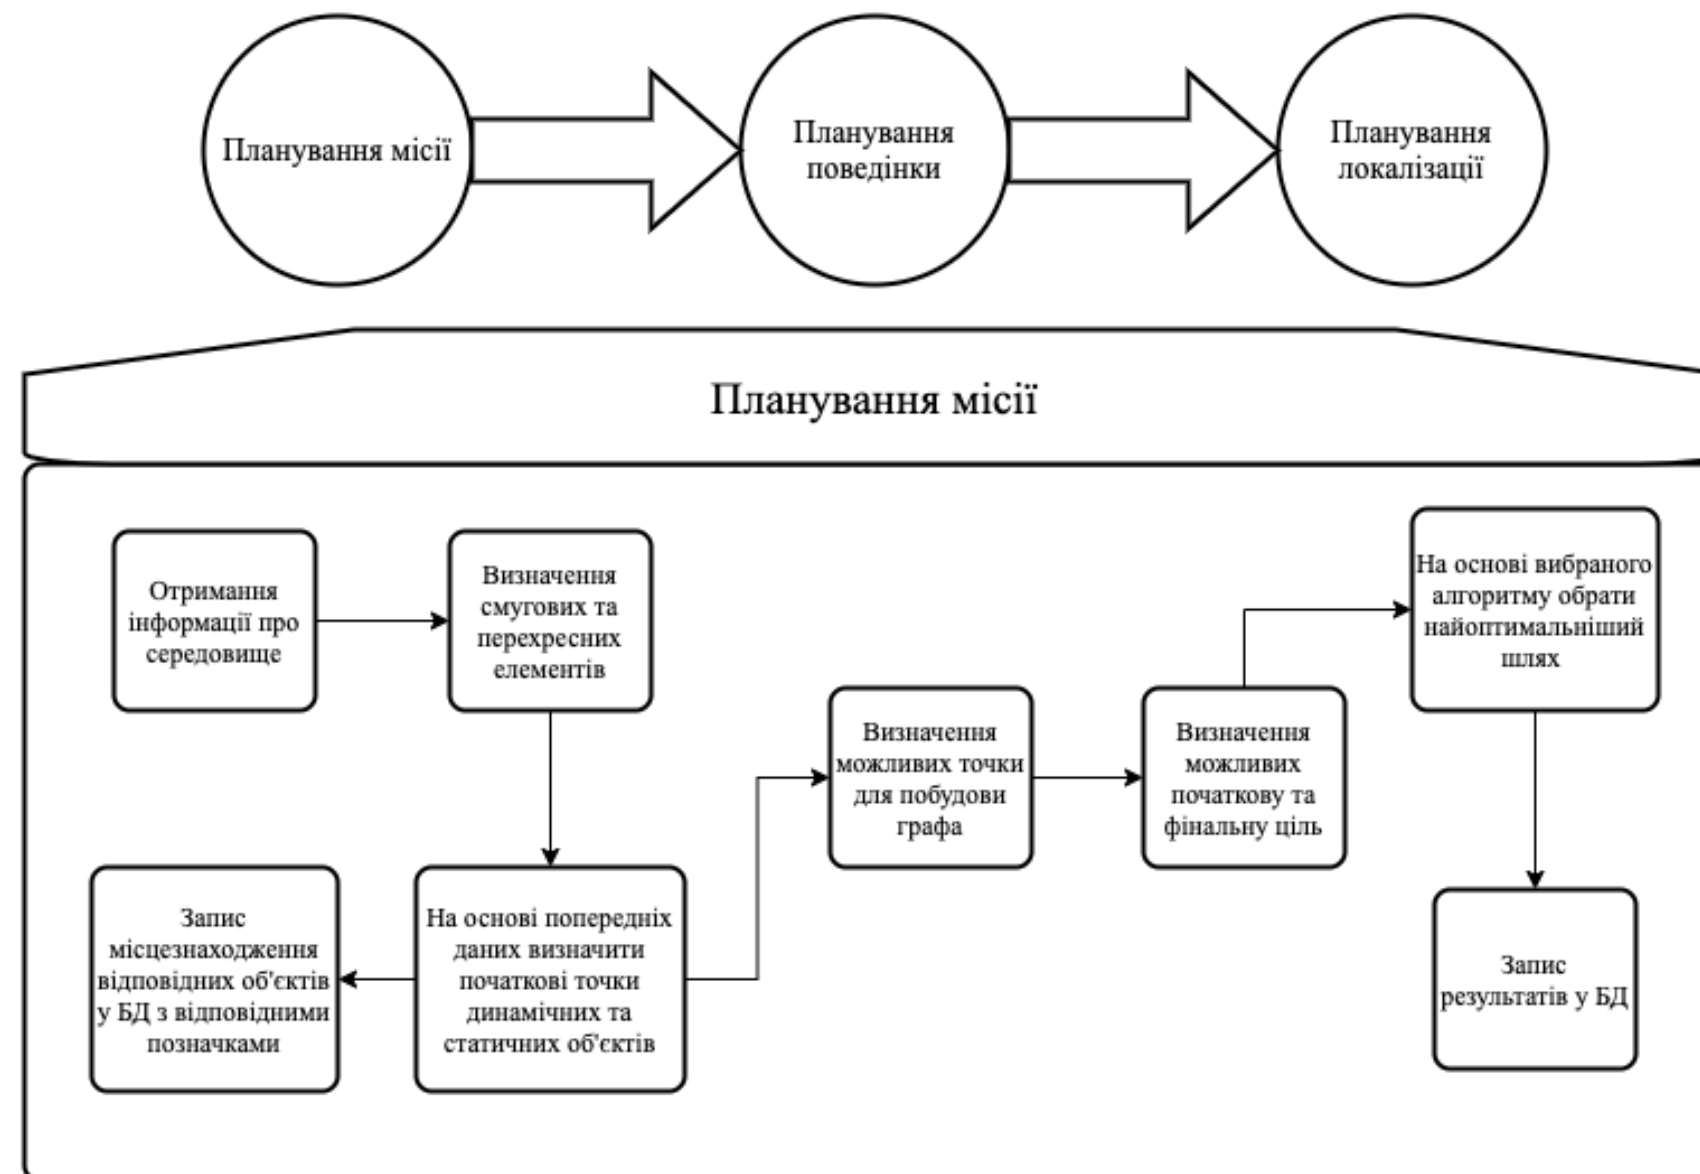 Планування місії
Планування
поведінки
Планування
локалізації
Планування місії
Отримання
інформації про
середовище
Визначення
смугових та
перехресних
елементів
На основі вибраного
алгоритму обрати
найоптимальніший
шлях
Визначення
можливих точки
для побудови
графа
Визначення
можливих
початкову та
фінальну ціль
Запис
місцезнаходження
відповідних об'єктів
у БД з відповідними
позначками
На основі попередніх
даних визначити
початкові точки
динамічних та
статичних об'єктів
Запис
результатів у БД